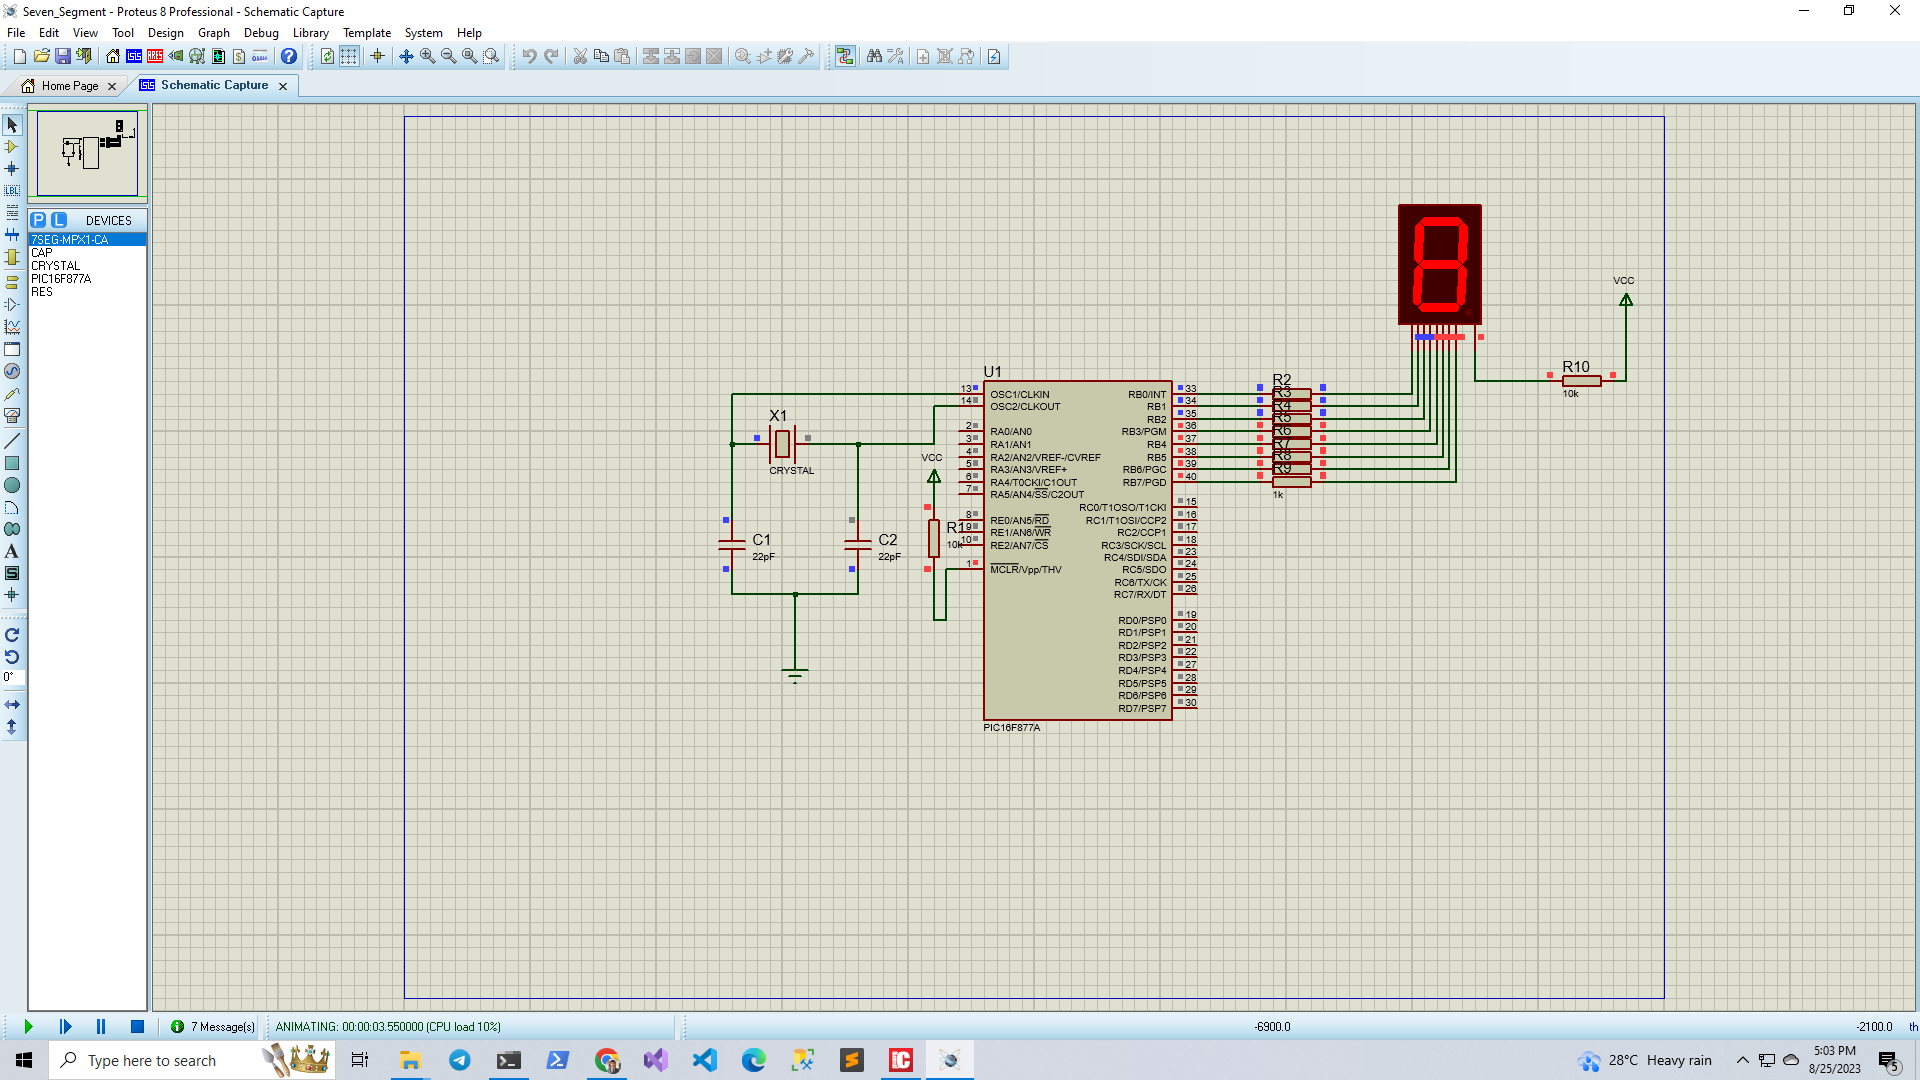 Seven_Segment - Proteus 8 Professional - Schematic Capture
File Edit View Tool Design Graph Debug Library Template System Help
Home Page
Schematic Capture
P L DEVICES
7SEG-MPX1-CA
CAP
CRYSTAL
PIC16F877A
RES
LBL
A
S
0°
VCC
R10
10k
U1
X1
CRYSTAL
C1
22pF
C2
22pF
VCC
R1
10k
13 OSC1/CLKIN
14 OSC2/CLKOUT
2 RA0/AN0
3 RA1/AN1
4 RA2/AN2/VREF-/CVREF
5 RA3/AN3/VREF+
6 RA4/T0CKI/C1OUT
7 RA5/AN4/SS/C2OUT
8 RE0/AN5/RD
9 RE1/AN6/WR
10 RE2/AN7/CS
1 MCLR/Vpp/THV
RB0/INT 33
RB1 34
RB2 35
RB3/PGM 36
RB4 37
RB5 38
RB6/PGC 39
RB7/PGD 40
RC0/T1OSO/T1CKI 15
RC1/T1OSI/CCP2 16
RC2/CCP1 17
RC3/SCK/SCL 18
RC4/SDI/SDA 23
RC5/SDO 24
RC6/TX/CK 25
RC7/RX/DT 26
RD0/PSP0 19
RD1/PSP1 20
RD2/PSP2 21
RD3/PSP3 22
RD4/PSP4 27
RD5/PSP5 28
RD6/PSP6 29
RD7/PSP7 30
PIC16F877A
R2
R3
R4
R5
R6
R7
R8
R9
1k
7 Message(s)
ANIMATING: 00:00:03.550000 (CPU load 10%)
-6900.0
-2100.0
th
Type here to search
28°C Heavy rain
5:03 PM
8/25/2023
5